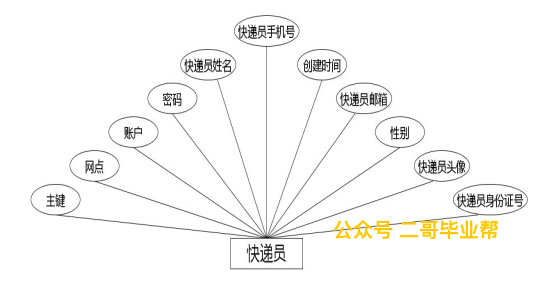 快递员手机号
快递员姓名
创建时间
密码
快递员邮箱
账户
性别
网点
快递员头像
主键
快递员身份证号
公众号 二哥毕业帮
快递员